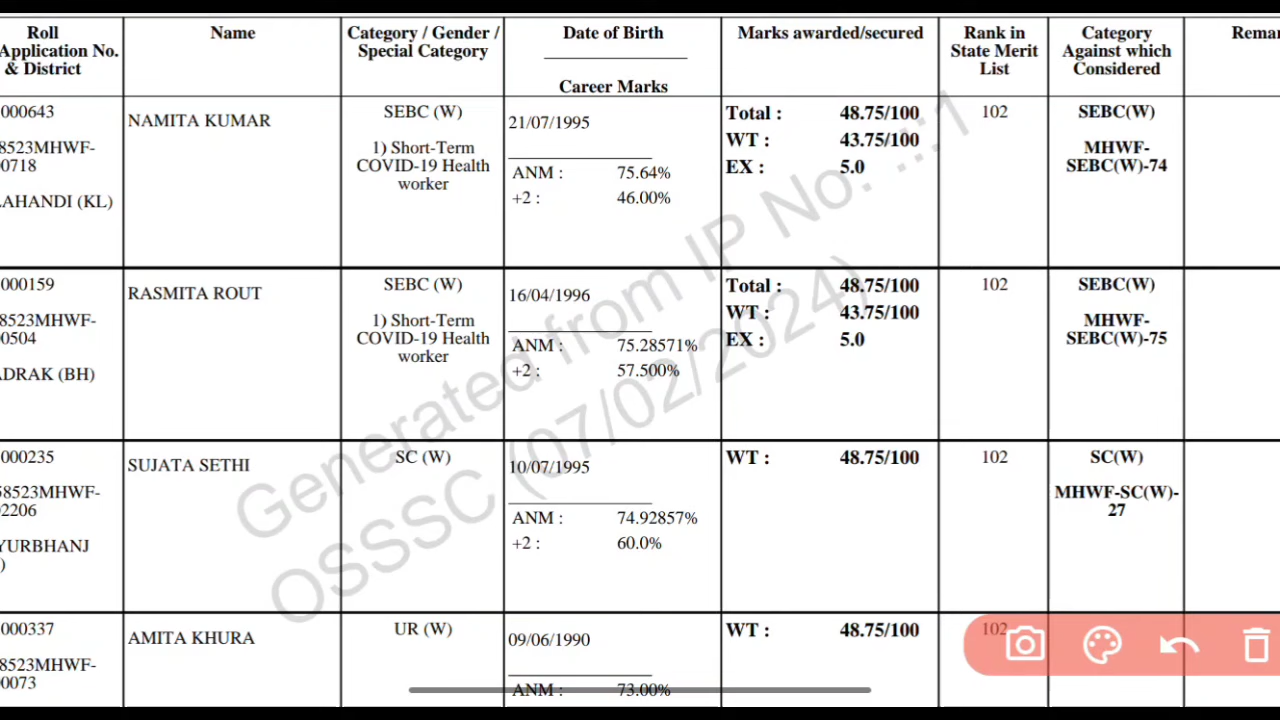 Roll
Application No.
& District
Name
Category / Gender /
Special Category
Date of Birth
Career Marks
Marks awarded/secured
Rank in
State Merit
List
Category
Against which
Considered
Remar
000643
8523MHWF-
0718
LAHANDI (KL)
NAMITA KUMAR
SEBC (W)
1) Short-Term
COVID-19 Health
worker
21/07/1995
ANM : 75.64%
+2 : 46.00%
Total : 48.75/100
WT : 43.75/100
EX : 5.0
102
SEBC(W)
MHWF-
SEBC(W)-74
000159
8523MHWF-
0504
ADRAK (BH)
RASMITA ROUT
SEBC (W)
1) Short-Term
COVID-19 Health
worker
16/04/1996
ANM : 75.28571%
+2 : 57.500%
Total : 48.75/100
WT : 43.75/100
EX : 5.0
102
SEBC(W)
MHWF-
SEBC(W)-75
000235
58523MHWF-
2206
YURBHANJ
)
SUJATA SETHI
SC (W)
10/07/1995
ANM : 74.92857%
+2 : 60.0%
WT : 48.75/100
102
SC(W)
MHWF-SC(W)-
27
000337
8523MHWF-
0073
AMITA KHURA
UR (W)
09/06/1990
ANM : 73.00%
WT : 48.75/100
102
Generated from IP No. ..::1
OSSSC (07/02/2024)